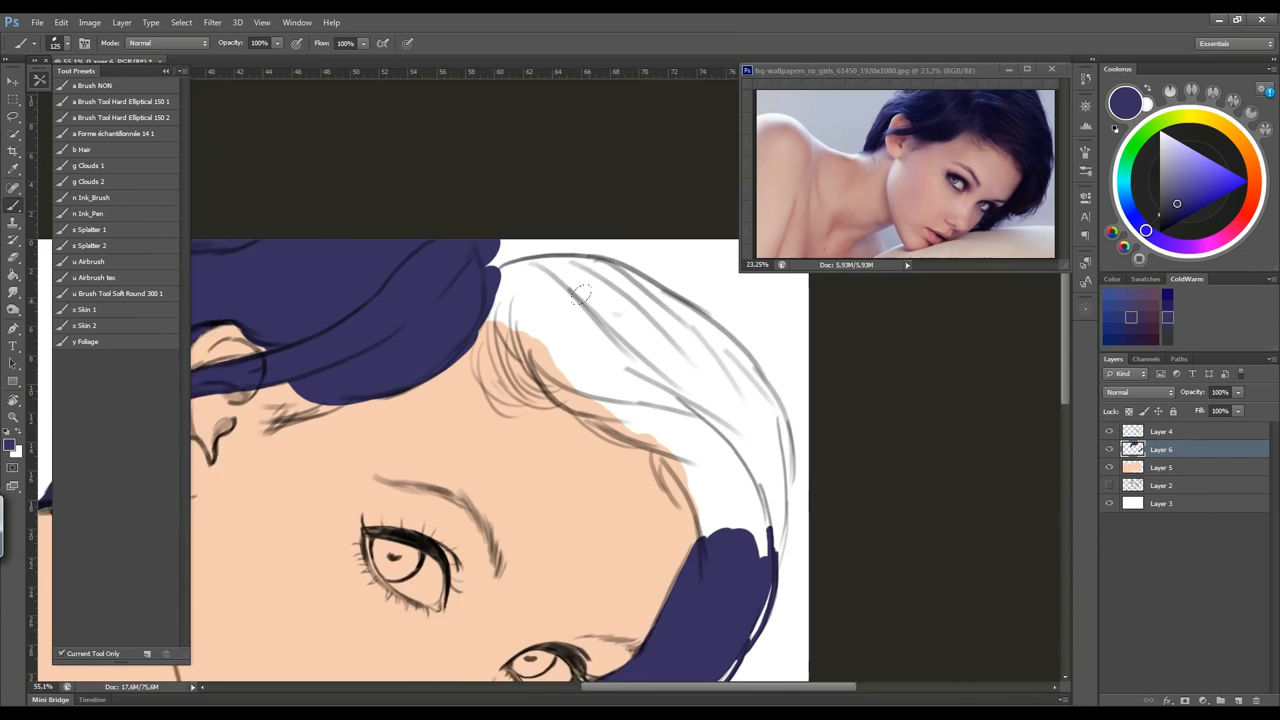 Ps File Edit Image Layer Type Select Filter 3D View Window Help
125 Mode: Normal Opacity: 100% Flow: 100% Essentials
Tool Presets
a Brush NON
a Brush Tool Hard Elliptical 150 1
a Brush Tool Hard Elliptical 150 2
a Forme échantillonnée 14 1
b Hair
g Clouds 1
g Clouds 2
n Ink_Brush
n Ink_Pen
s Splatter 1
s Splatter 2
u Airbrush
u Airbrush tex
u Brush Tool Soft Round 300 1
x Skin 1
x Skin 2
y Foliage
Current Tool Only
40 42 44 46 48 50 52 54 56 58 60 62 64 66 68 70 72 74 76
Ps hq-wallpapers_ru_girls_61450_1920x1080.jpg @ 23,2% (RGB/8#)
23,25% Doc: 5,93M/5,93M
Coolorus
Color Swatches ColdWarm
Layers Channels Paths
Kind
Normal Opacity: 100%
Lock: Fill: 100%
Layer 4
Layer 6
Layer 5
Layer 2
Layer 3
55,1% Doc: 17,6M/75,6M
Mini Bridge Timeline